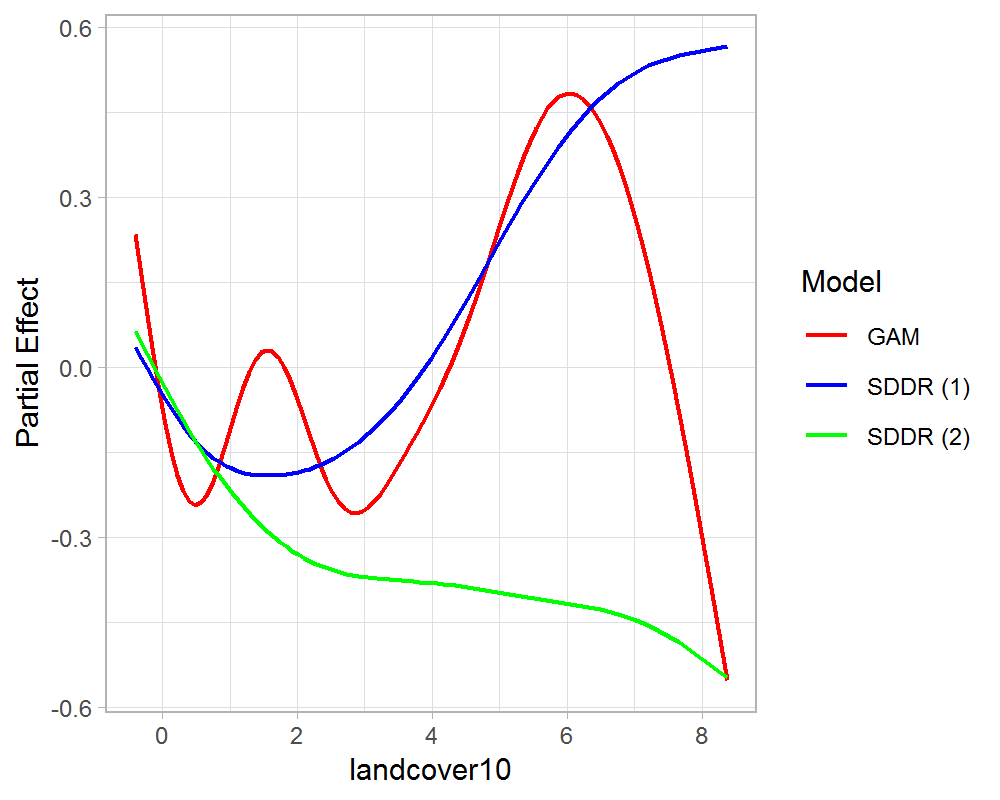 0.6
0.3
0.0
-0.3
-0.6
Partial Effect
0 2 4 6 8
landcover10
Model
GAM
SDDR (1)
SDDR (2)